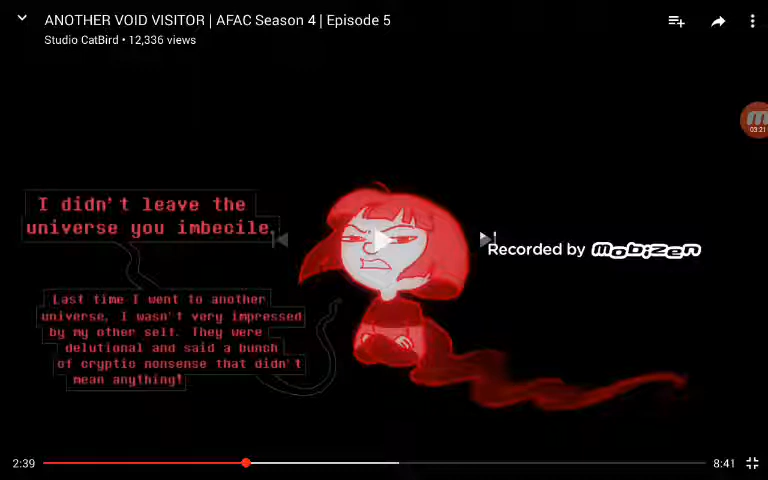 ANOTHER VOID VISITOR | AFAC Season 4 | Episode 5
Studio CatBird • 12,336 views
03:21
I didn't leave the
universe you imbecile.
Recorded by mobizen
Last time I went to another
universe, I wasn't very impressed
by my other self. They were
delutional and said a bunch
of cryptic nonsense that didn't
mean anything!
2:39
8:41